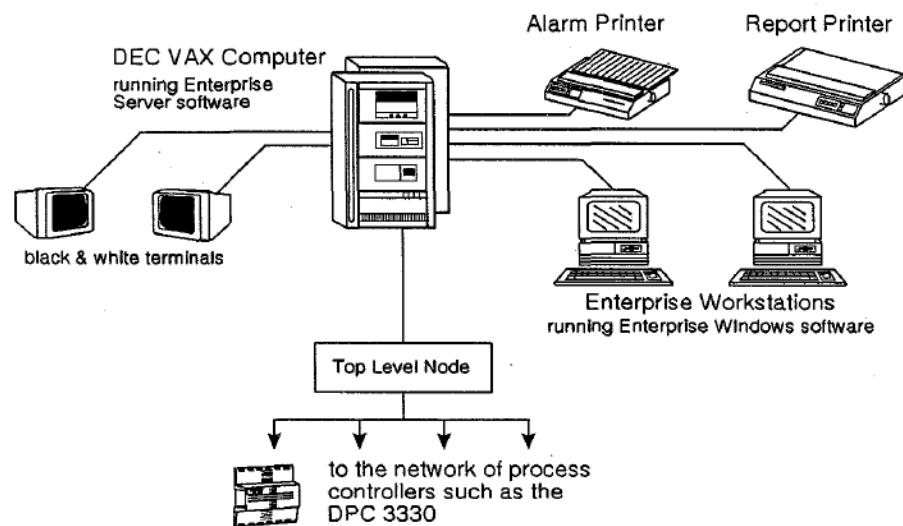 Alarm Printer
Report Printer
DEC VAX Computer
running Enterprise
Server software
black & white terminals
Enterprise Workstations
running Enterprise Windows software
Top Level Node
to the network of process
controllers such as the
DPC 3330